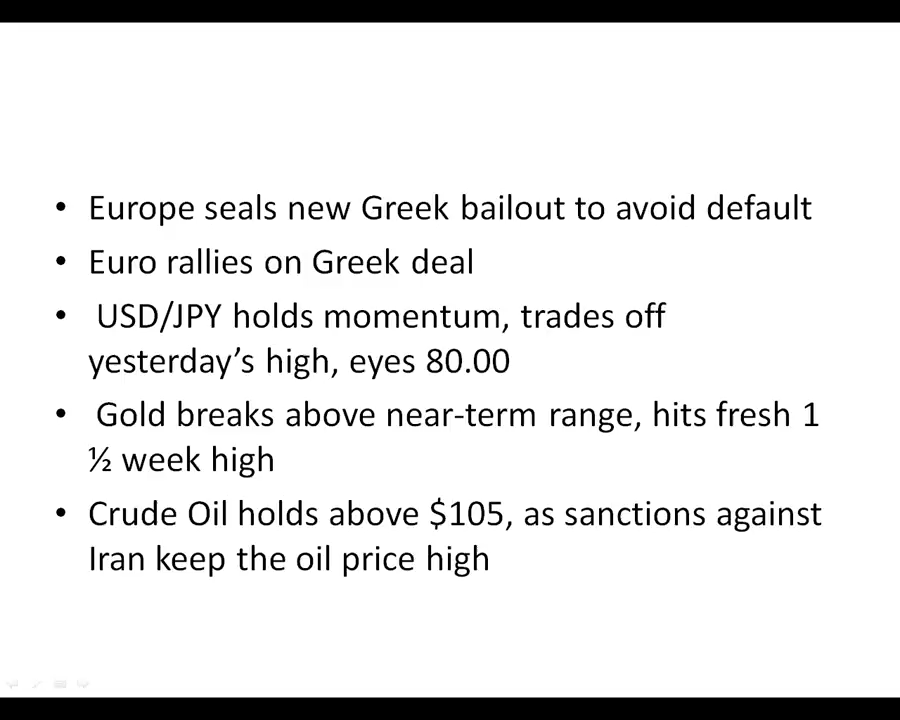 • Europe seals new Greek bailout to avoid default
• Euro rallies on Greek deal
• USD/JPY holds momentum, trades off
yesterday’s high, eyes 80.00
• Gold breaks above near-term range, hits fresh 1
½ week high
• Crude Oil holds above $105, as sanctions against
Iran keep the oil price high